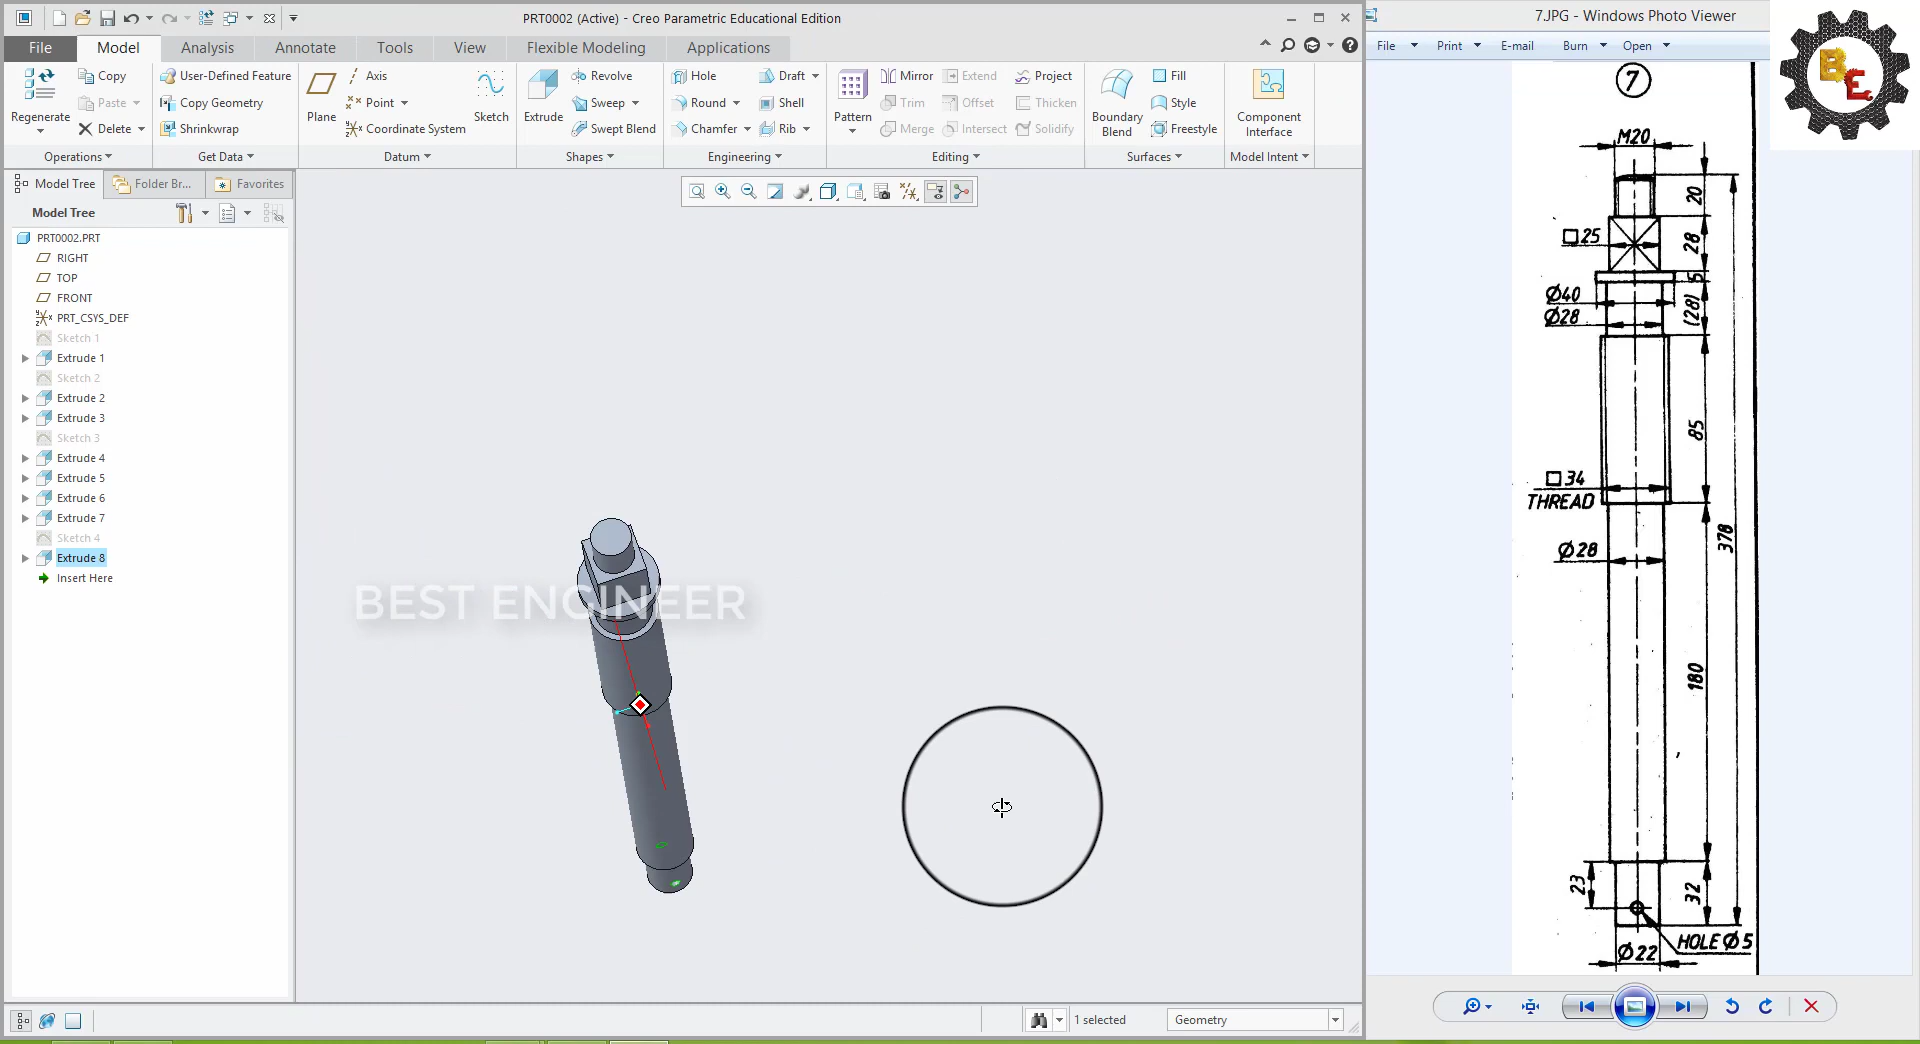 PRT0002 (Active) - Creo Parametric Educational Edition
File Model Analysis Annotate Tools View Flexible Modeling Applications
Regenerate
Copy
Paste
Delete
Operations
User-Defined Feature
Copy Geometry
Shrinkwrap
Get Data
Plane
Axis
Point
Coordinate System
Sketch
Datum
Extrude
Revolve
Sweep
Swept Blend
Shapes
Hole
Round
Chamfer
Draft
Shell
Rib
Engineering
Pattern
Mirror
Trim
Merge
Extend
Offset
Intersect
Project
Thicken
Solidify
Editing
Boundary
Blend
Fill
Style
Freestyle
Surfaces
Component
Interface
Model Intent
Model Tree Folder Br... Favorites
Model Tree
PRT0002.PRT
RIGHT
TOP
FRONT
PRT_CSYS_DEF
Sketch 1
Extrude 1
Sketch 2
Extrude 2
Extrude 3
Sketch 3
Extrude 4
Extrude 5
Extrude 6
Extrude 7
Sketch 4
Extrude 8
Insert Here
BEST ENGINEER
1 selected
Geometry
7.JPG - Windows Photo Viewer
File Print E-mail Burn Open
BE
7
M20
20
□25
28
5
Ø40
Ø28
(28)
85
□34
THREAD
378
Ø28
180
23
32
HOLE Ø5
Ø22